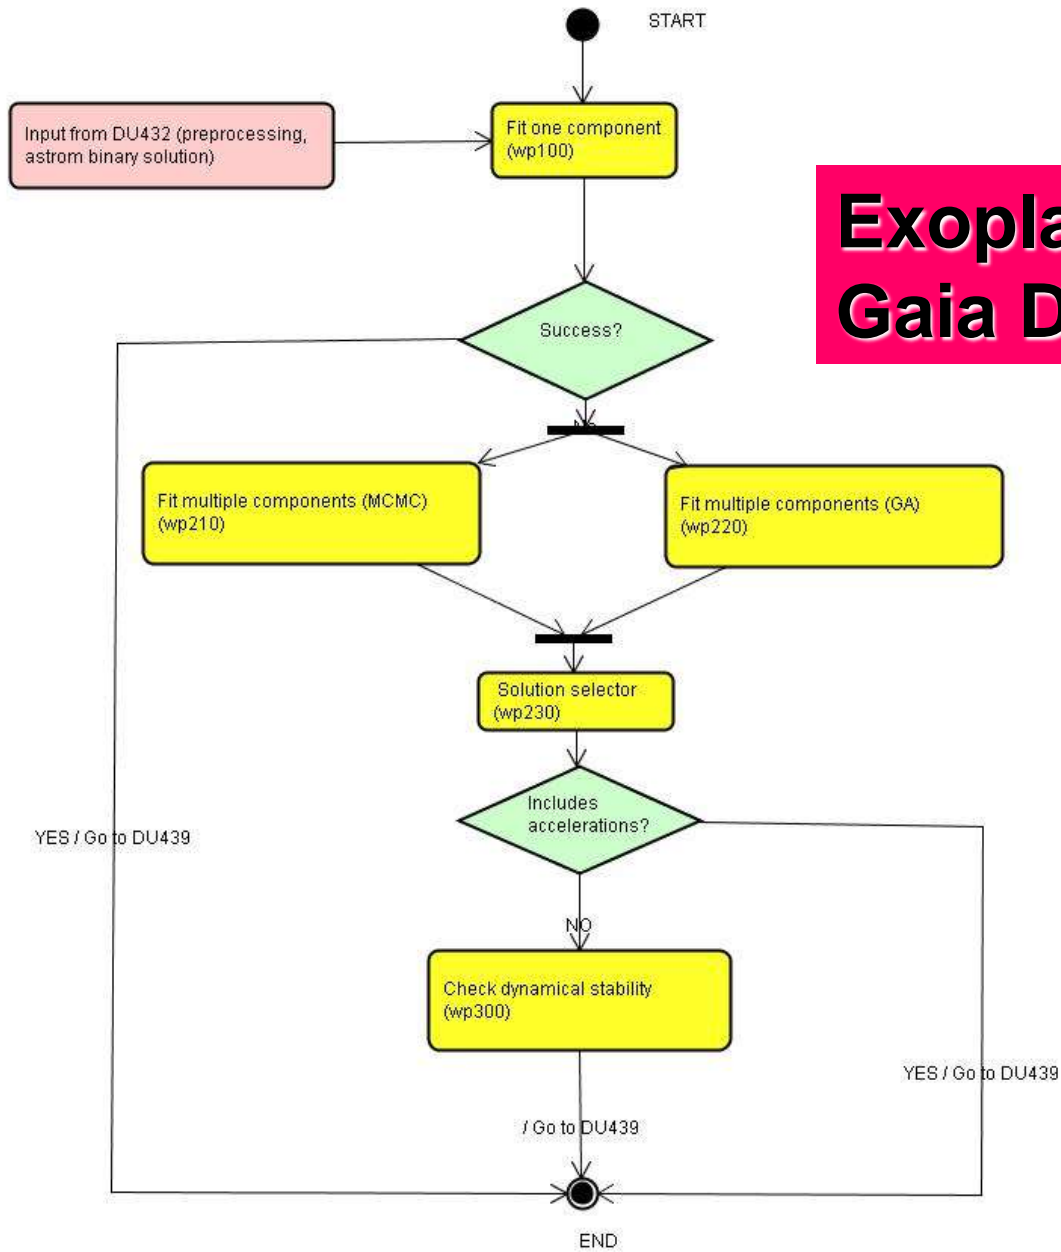 START
Input from DU432 (preprocessing,
astrom binary solution)
Fit one component
(wp100)
Exopla
Gaia D
Success?
NO
Fit multiple components (MCMC)
(wp210)
Fit multiple components (GA)
(wp220)
Solution selector
(wp230)
Includes
accelerations?
YES / Go to DU439
NO
Check dynamical stability
(wp300)
YES / Go to DU439
/ Go to DU439
END